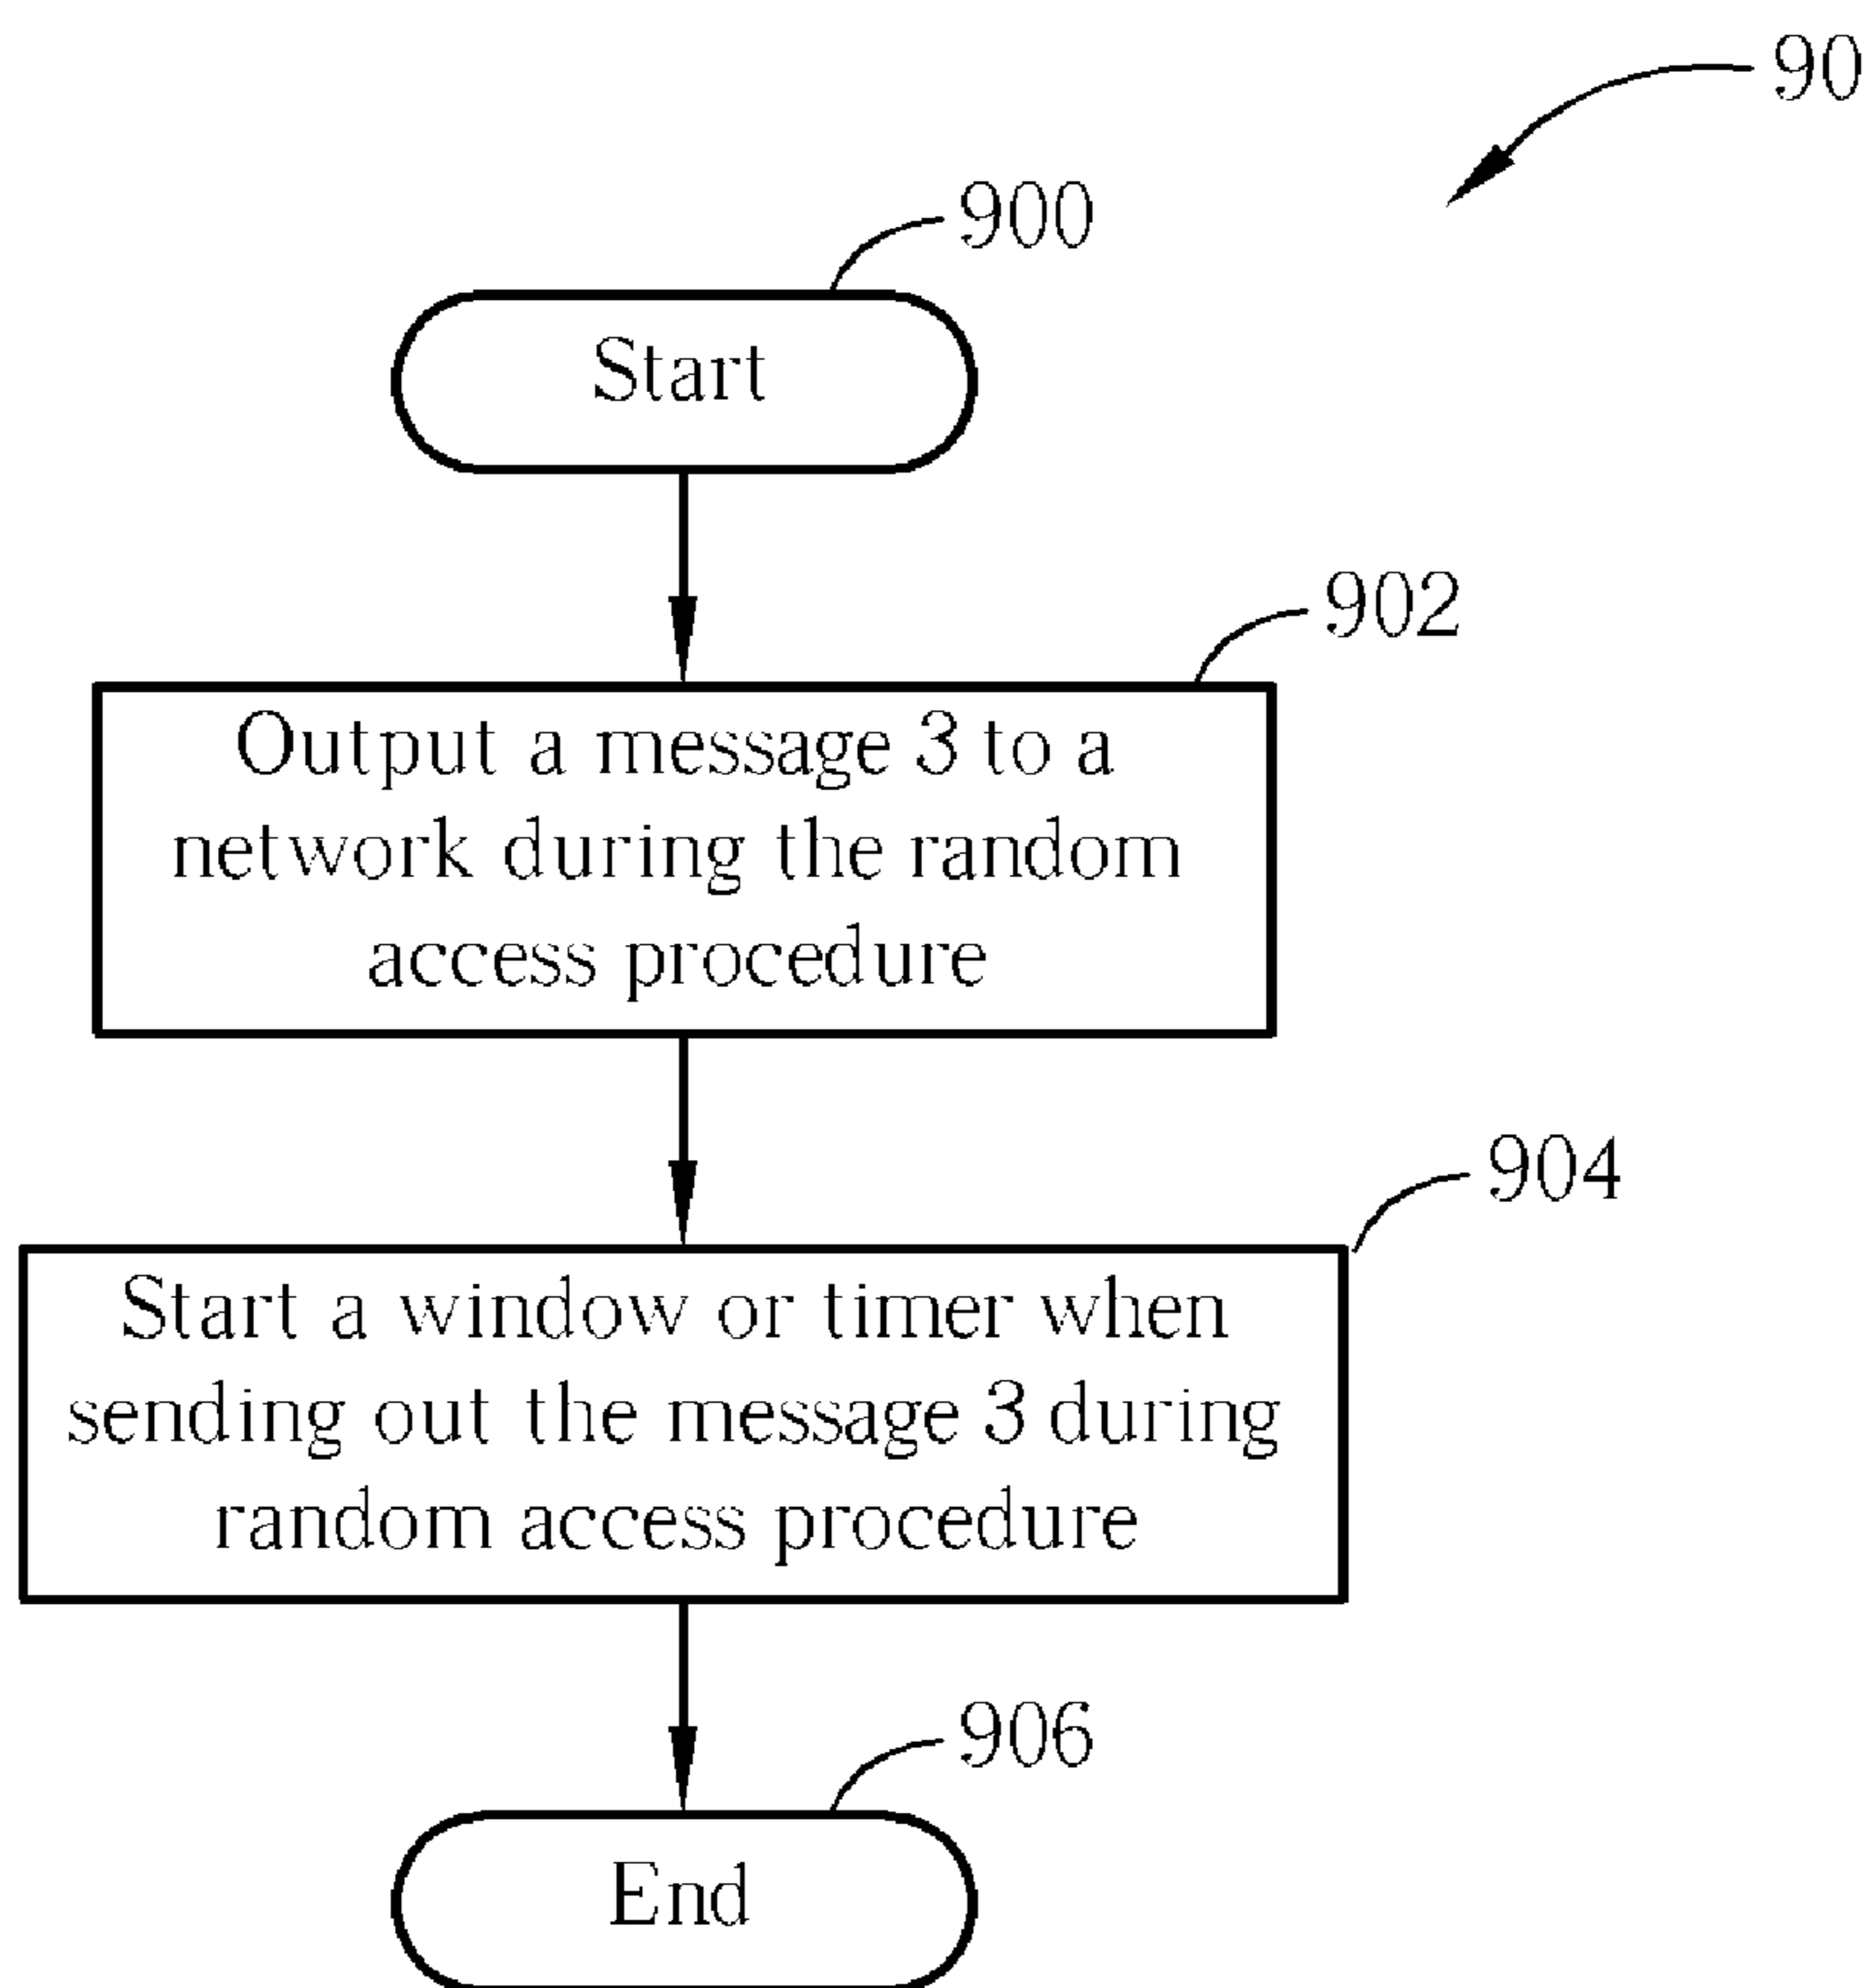 90
900
Start
902
Output a message 3 to a
network during the random
access procedure
904
Start a window or timer when
sending out the message 3 during
random access procedure
906
End